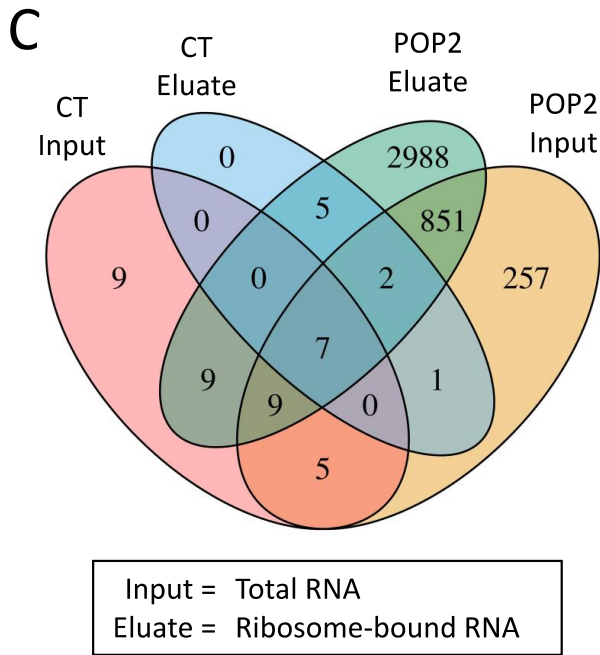 C
CT
Eluate
POP2
Eluate
CT
Input
POP2
Input
0
2988
5
0
851
9
0
2
257
7
9
9
0
1
5
Input = Total RNA
Eluate = Ribosome-bound RNA